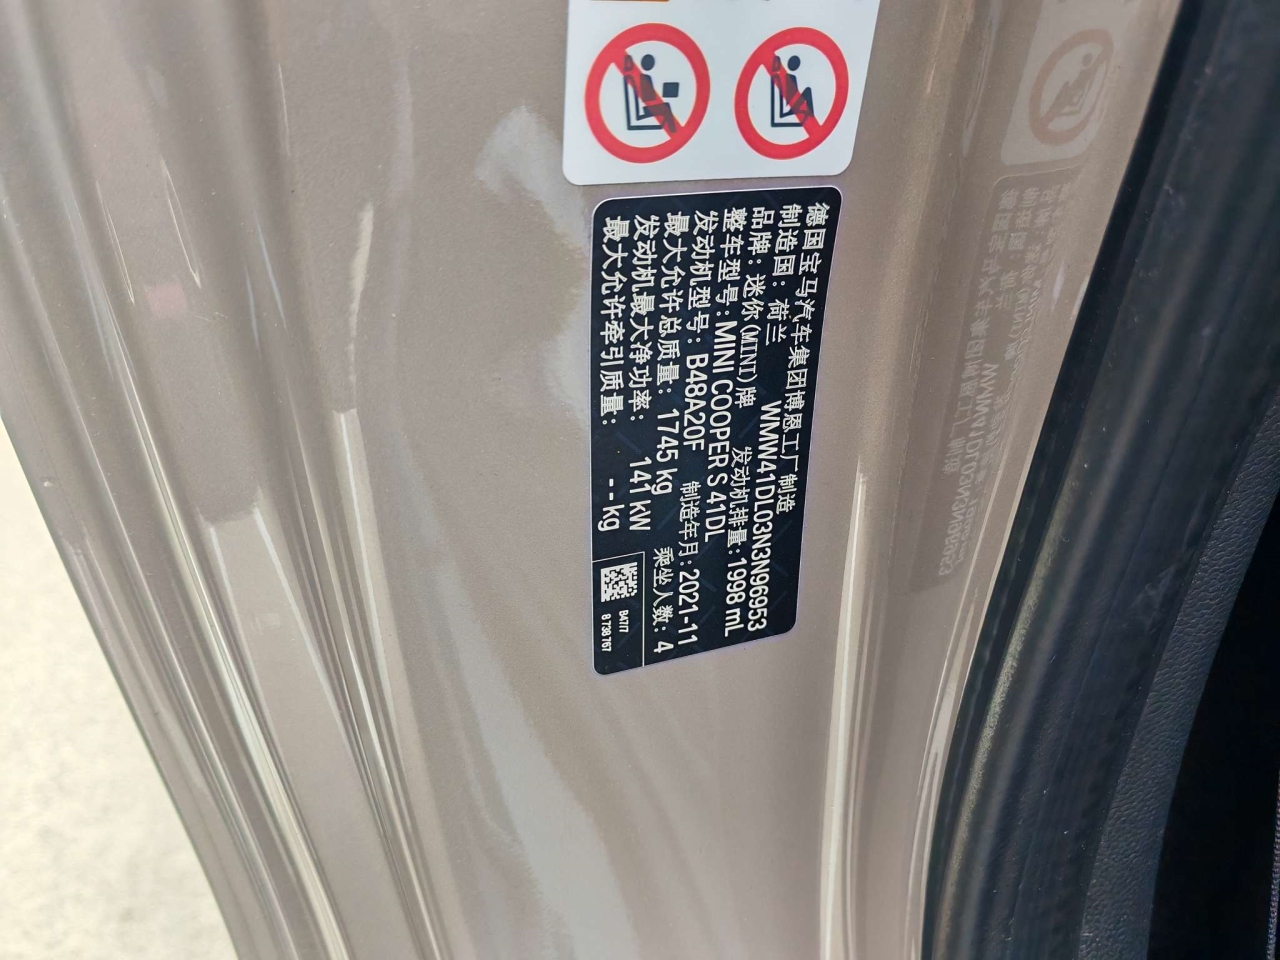 德国宝马汽车集团博恩工厂制造
制造国：荷兰 WMW41DL03N3N96953
品牌：迷你(MINI)牌 发动机排量：1998 mL
整车型号：MINI COOPER S 41DL
发动机型号：B48A20F 制造年月：2021-11
最大允许总质量：1745 kg 乘坐人数：4
发动机最大净功率：141 kW
最大允许牵引质量：-- kg
B47/7
8 738 767